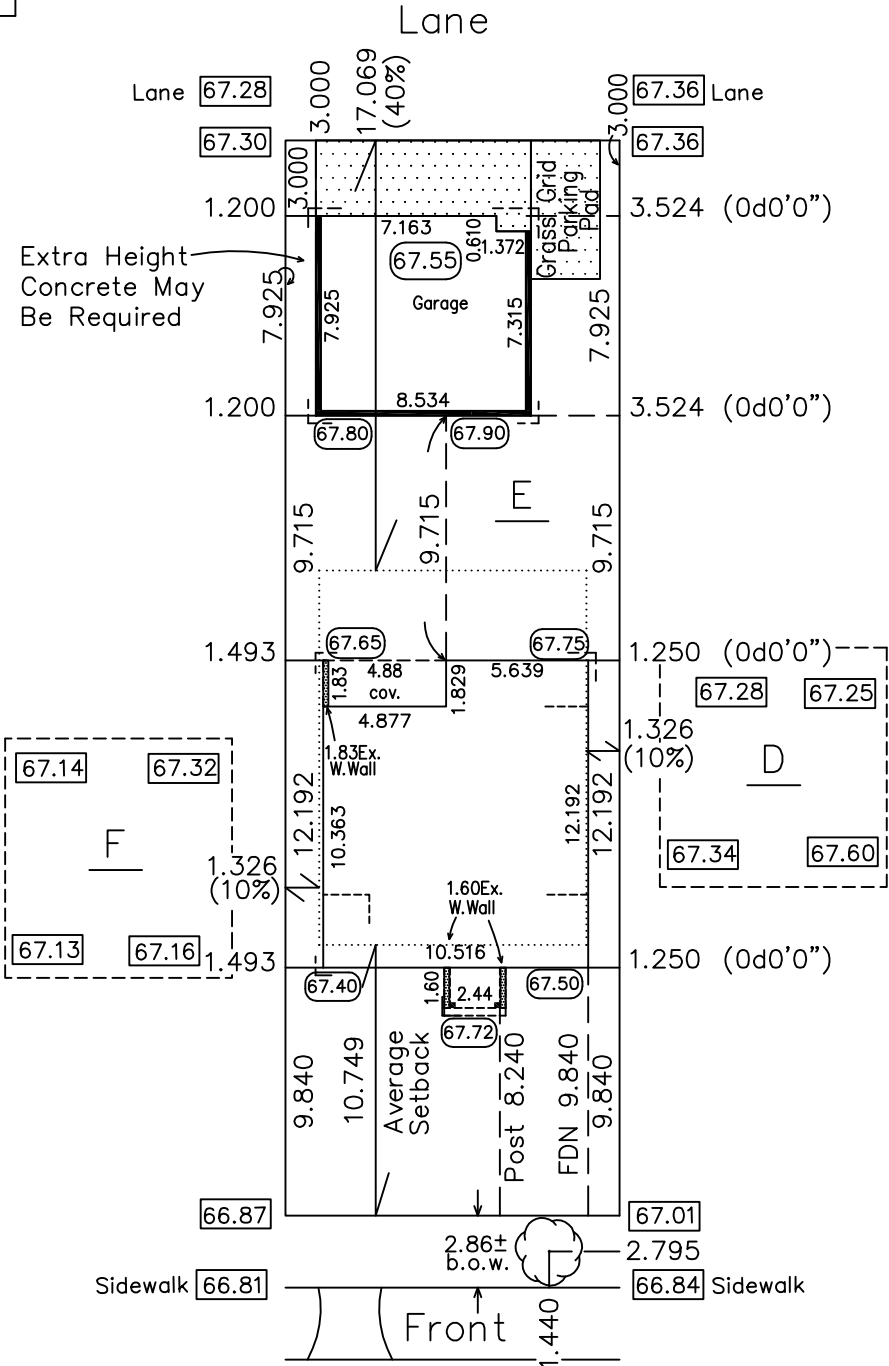 Lane
Lane 67.28
3.000
17.069
(40%)
3.000
67.36 Lane
67.30
67.36
3.000
1.200
3.524 (0d0'0")
7.163
0.610
1.372
Grass Grid
Parking
Plad
67.55
Extra Height
Concrete May
Be Required
7.925
7.925
Garage
7.315
7.925
8.534
1.200
3.524 (0d0'0")
67.80
67.90
E
9.715
9.715
9.715
67.65
67.75
1.493
1.250 (0d0'0")
1.83
4.88
cov.
1.829
5.639
4.877
67.28
67.25
1.326
(10%)
1.83Ex.
W.Wall
D
67.14
67.32
12.192
10.363
12.192
12.192
F
67.34
67.60
1.326
(10%)
1.60Ex.
W.Wall
67.13
67.16
10.516
1.493
1.250 (0d0'0")
67.40
1.60
2.44
67.50
67.72
9.840
10.749
Average
Setback
Post 8.240
FDN 9.840
9.840
66.87
67.01
2.86±
b.o.w.
2.795
Sidewalk 66.81
66.84 Sidewalk
Front
1.440